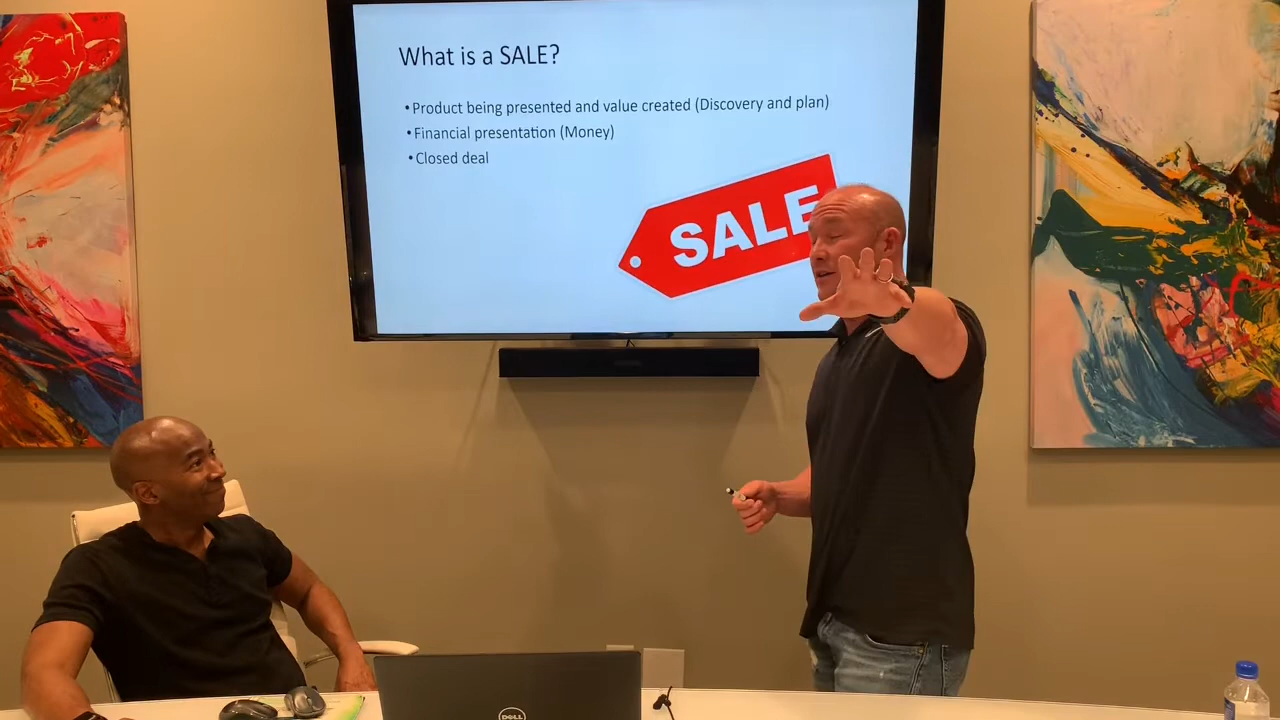 What is a SALE?
•Product being presented and value created (Discovery and plan)
•Financial presentation (Money)
•Closed deal
SALE
DELL